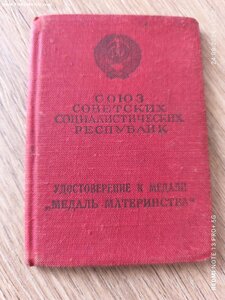 СОЮЗ
СОВЕТСКИХ
СОЦИАЛИСТИЧЕСКИХ
РЕСПУБЛИК
УДОСТОВЕРЕНИЕ К МЕДАЛИ
„МЕДАЛЬ МАТЕРИНСТВА"